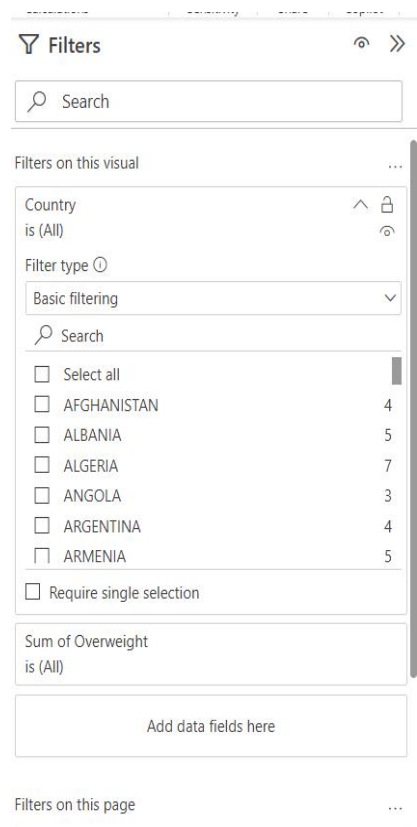 Filters
Search
Filters on this visual
...
Country
is (All)
Filter type
Basic filtering
Search
Select all
AFGHANISTAN 4
ALBANIA 5
ALGERIA 7
ANGOLA 3
ARGENTINA 4
ARMENIA 5
Require single selection
Sum of Overweight
is (All)
Add data fields here
Filters on this page
...